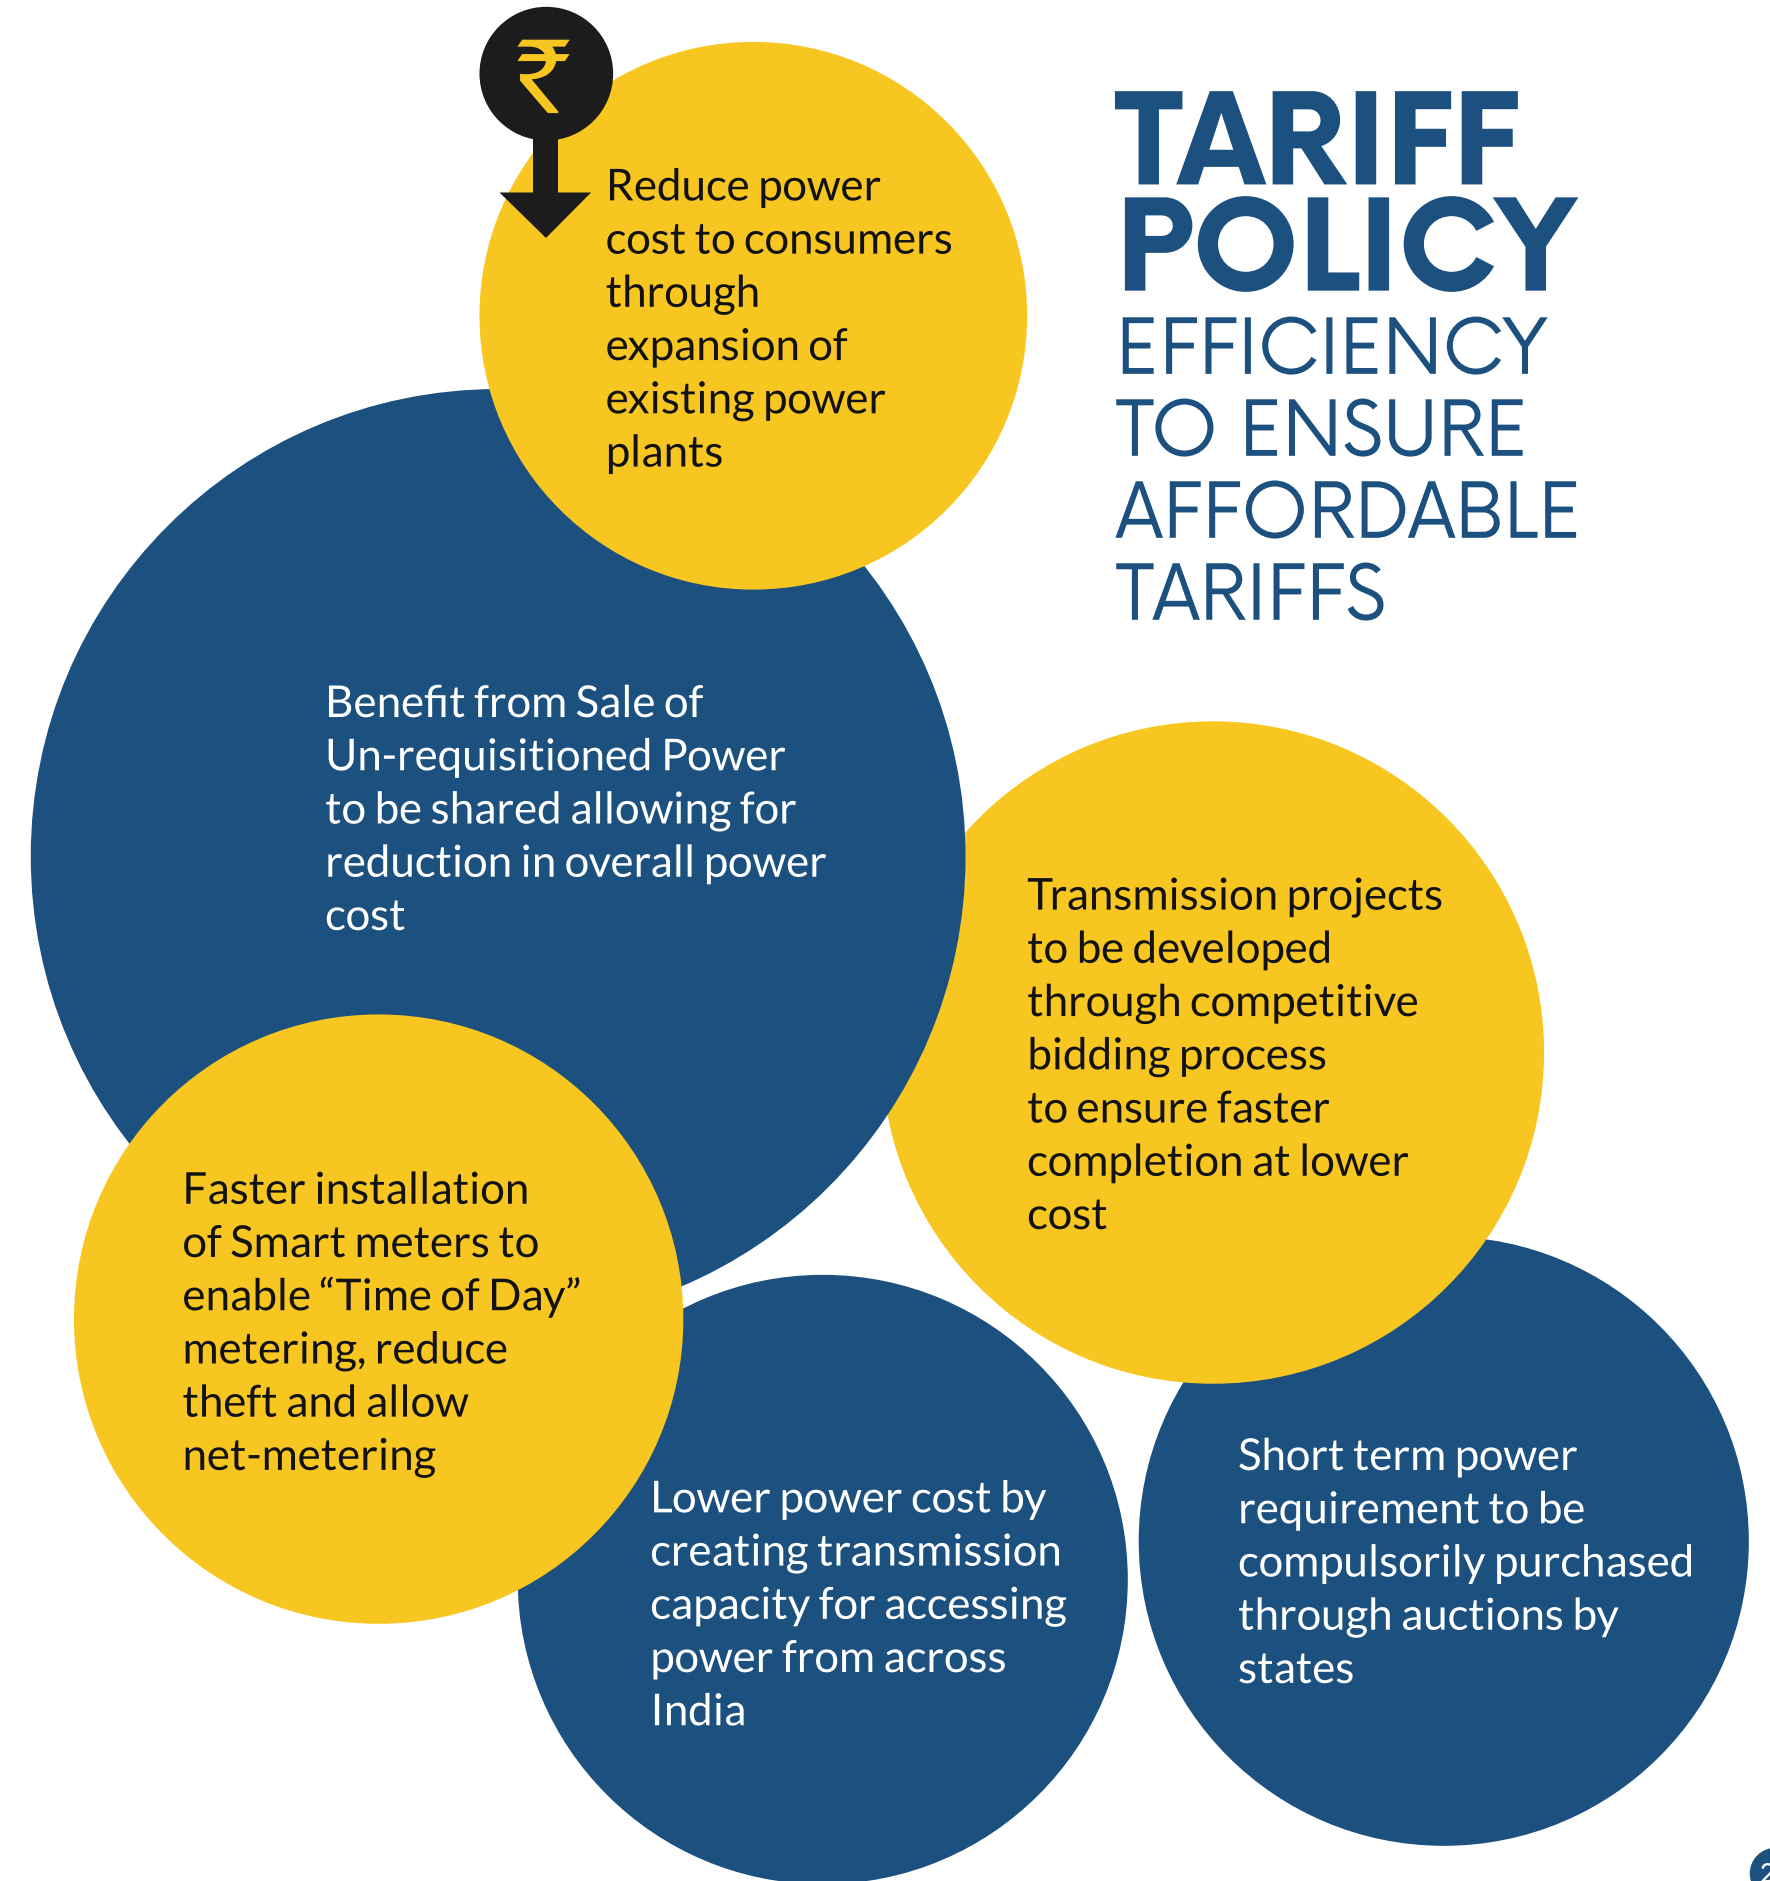 ₹
Reduce power
cost to consumers
through
expansion of
existing power
plants
TARIFF
POLICY
EFFICIENCY
TO ENSURE
AFFORDABLE
TARIFFS
Benefit from Sale of
Un-requisitioned Power
to be shared allowing for
reduction in overall power
cost
Transmission projects
to be developed
through competitive
bidding process
to ensure faster
completion at lower
cost
Faster installation
of Smart meters to
enable “Time of Day”
metering, reduce
theft and allow
net-metering
Lower power cost by
creating transmission
capacity for accessing
power from across
India
Short term power
requirement to be
compulsorily purchased
through auctions by
states